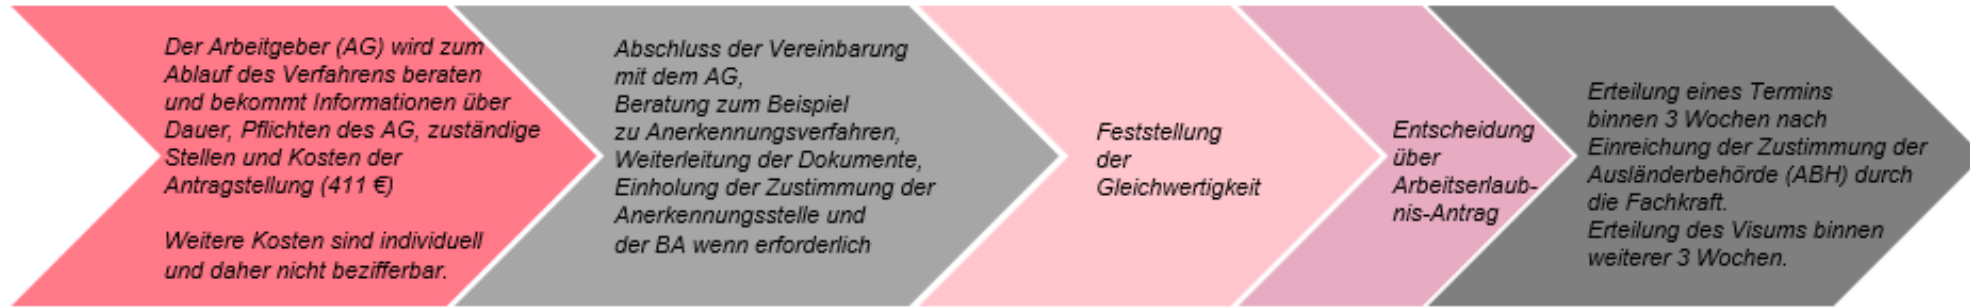 Der Arbeitgeber (AG) wird zum
Ablauf des Verfahrens beraten
und bekommt Informationen über
Dauer, Pflichten des AG, zuständige
Stellen und Kosten der
Antragstellung (411 €)
Weitere Kosten sind individuell
und daher nicht bezifferbar.
Abschluss der Vereinbarung
mit dem AG,
Beratung zum Beispiel
zu Anerkennungsverfahren,
Weiterleitung der Dokumente,
Einholung der Zustimmung der
Anerkennungsstelle und
der BA wenn erforderlich
Feststellung
der
Gleichwertigkeit
Entscheidung
über
Arbeitserlaub-
nis-Antrag
Erteilung eines Termins
binnen 3 Wochen nach
Einreichung der Zustimmung der
Ausländerbehörde (ABH) durch
die Fachkraft.
Erteilung des Visums binnen
weiterer 3 Wochen.